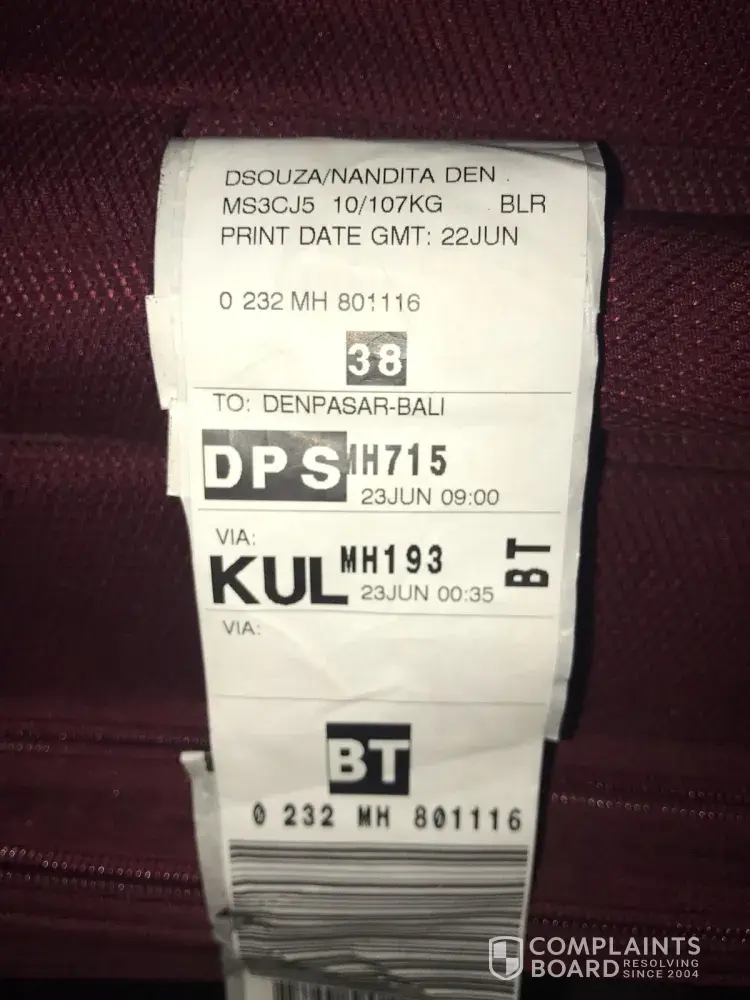 DSOUZA/NANDITA DEN .
MS3CJ5 10/107KG BLR
PRINT DATE GMT: 22JUN
0 232 MH 801116
38
TO: DENPASAR-BALI
DPS MH715
23JUN 09:00
VIA:
KUL MH193
23JUN 00:35
BT
VIA:
BT
0 232 MH 801116
COMPLAINTS
BOARD RESOLVING
SINCE 2004